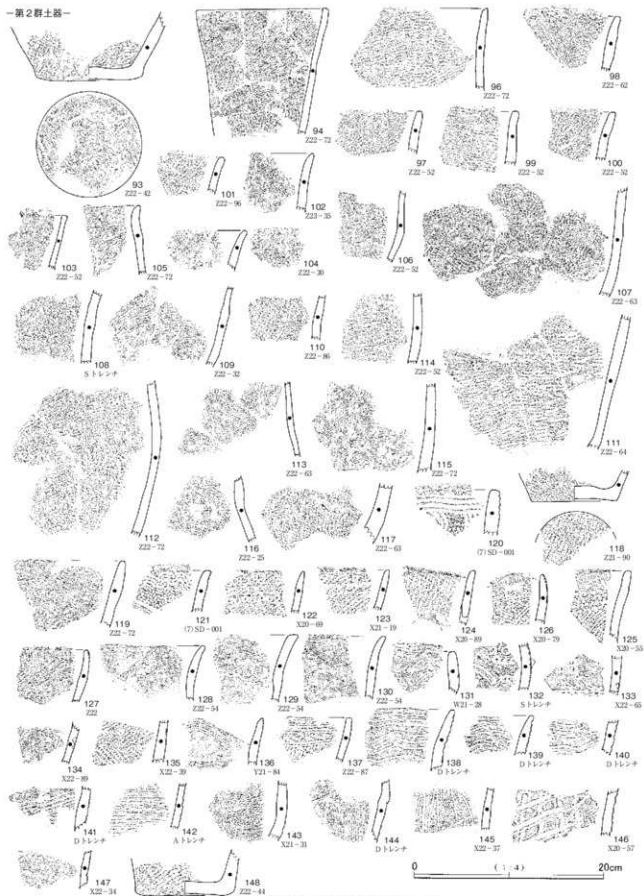 -第2群土器-
93
Z22-42
94
Z22-72
96
Z22-72
98
Z22-62
97
Z22-52
99
Z22-52
100
Z22-52
101
Z22-96
102
Z23-35
103
Z22-52
105
Z22-72
104
Z22-30
106
Z22-52
107
Z22-63
108
Sトレンチ
109
Z22-32
110
Z22-86
114
Z22-52
111
Z22-64
112
Z22-72
113
Z22-63
115
Z22-72
116
Z22-25
117
Z22-63
120
(7)SD-001
118
Z21-90
119
Z22-72
121
(7)SD-001
122
X20-69
123
X21-19
124
X20-89
126
X20-79
125
X20-55
127
Z22
128
Z22-54
129
Z22-54
130
Z22-54
131
W21-28
132
Sトレンチ
133
X22-65
134
X22-89
135
X22-39
136
Y21-84
137
Z22-87
138
Dトレンチ
139
Dトレンチ
140
Dトレンチ
141
Dトレンチ
142
Aトレンチ
143
X21-31
144
Dトレンチ
145
X22-37
146
X20-57
147
X22-34
148
Z22-44
0 (1:4) 20cm